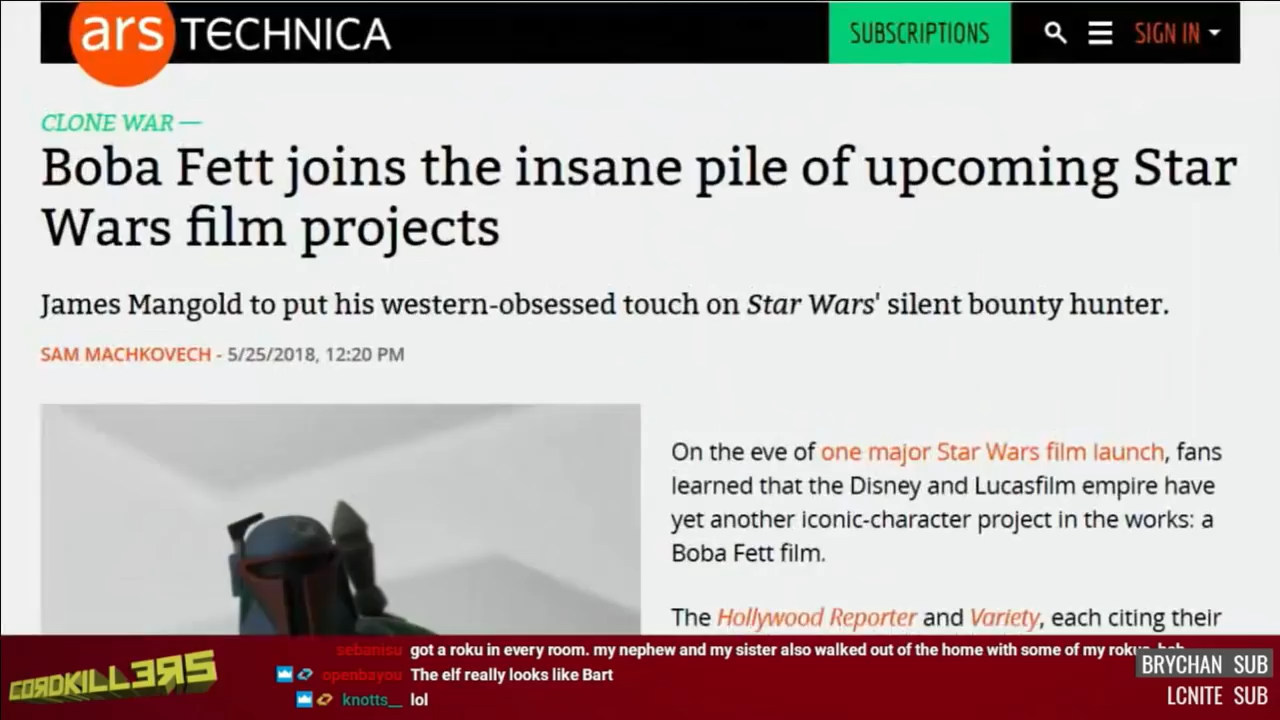 ars TECHNICA
SUBSCRIPTIONS
SIGN IN
CLONE WAR —
Boba Fett joins the insane pile of upcoming Star
Wars film projects
James Mangold to put his western-obsessed touch on Star Wars' silent bounty hunter.
SAM MACHKOVECH - 5/25/2018, 12:20 PM
On the eve of one major Star Wars film launch, fans
learned that the Disney and Lucasfilm empire have
yet another iconic-character project in the works: a
Boba Fett film.
The Hollywood Reporter and Variety, each citing their
CORDKILLERS
sebanisu got a roku in every room. my nephew and my sister also walked out of the home with some of my
openbayou The elf really looks like Bart
knotts__ lol
BRYCHAN SUB
LCNITE SUB